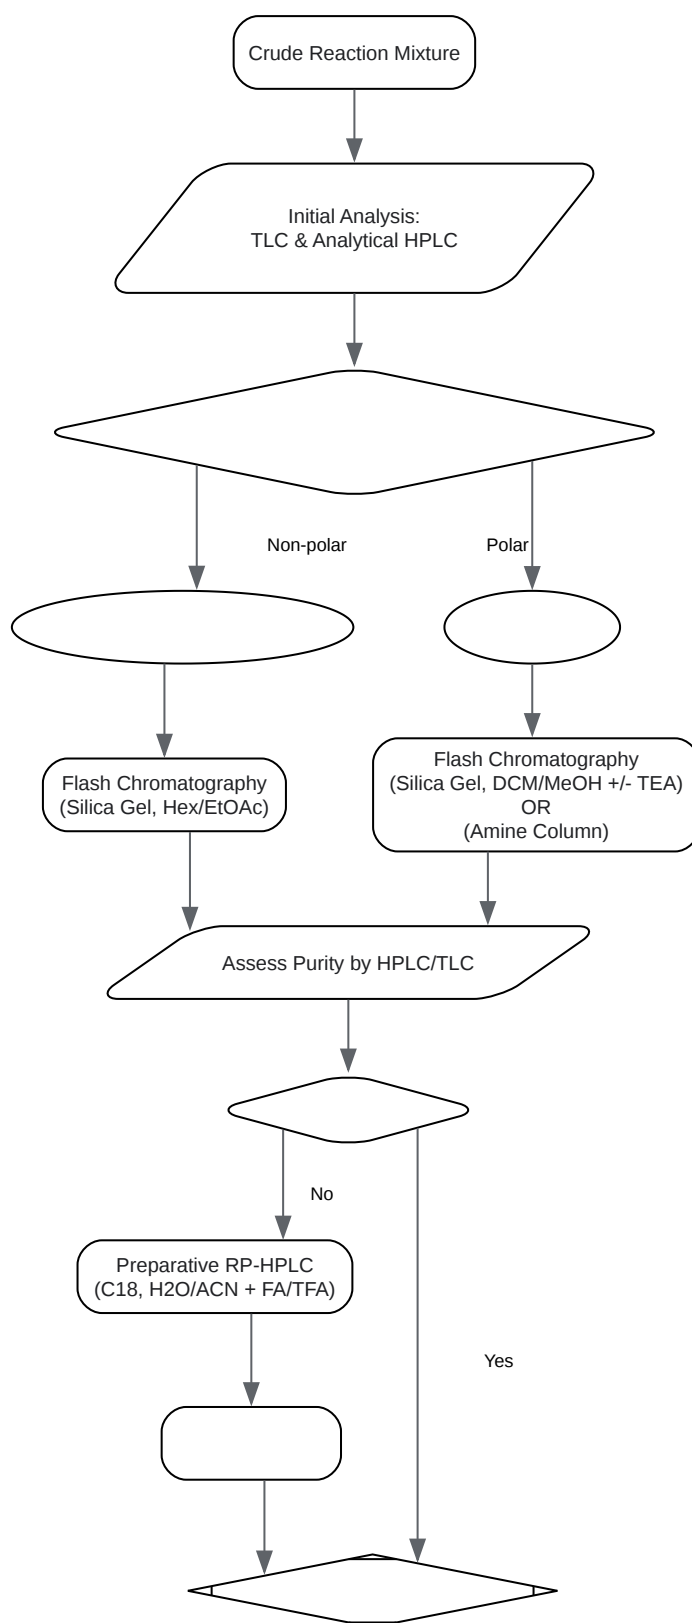 Crude Reaction Mixture
Initial Analysis:
TLC & Analytical HPLC
Non-polar
Polar
Flash Chromatography
(Silica Gel, Hex/EtOAc)
Flash Chromatography
(Silica Gel, DCM/MeOH +/- TEA)
OR
(Amine Column)
Assess Purity by HPLC/TLC
No
Preparative RP-HPLC
(C18, H2O/ACN + FA/TFA)
Yes